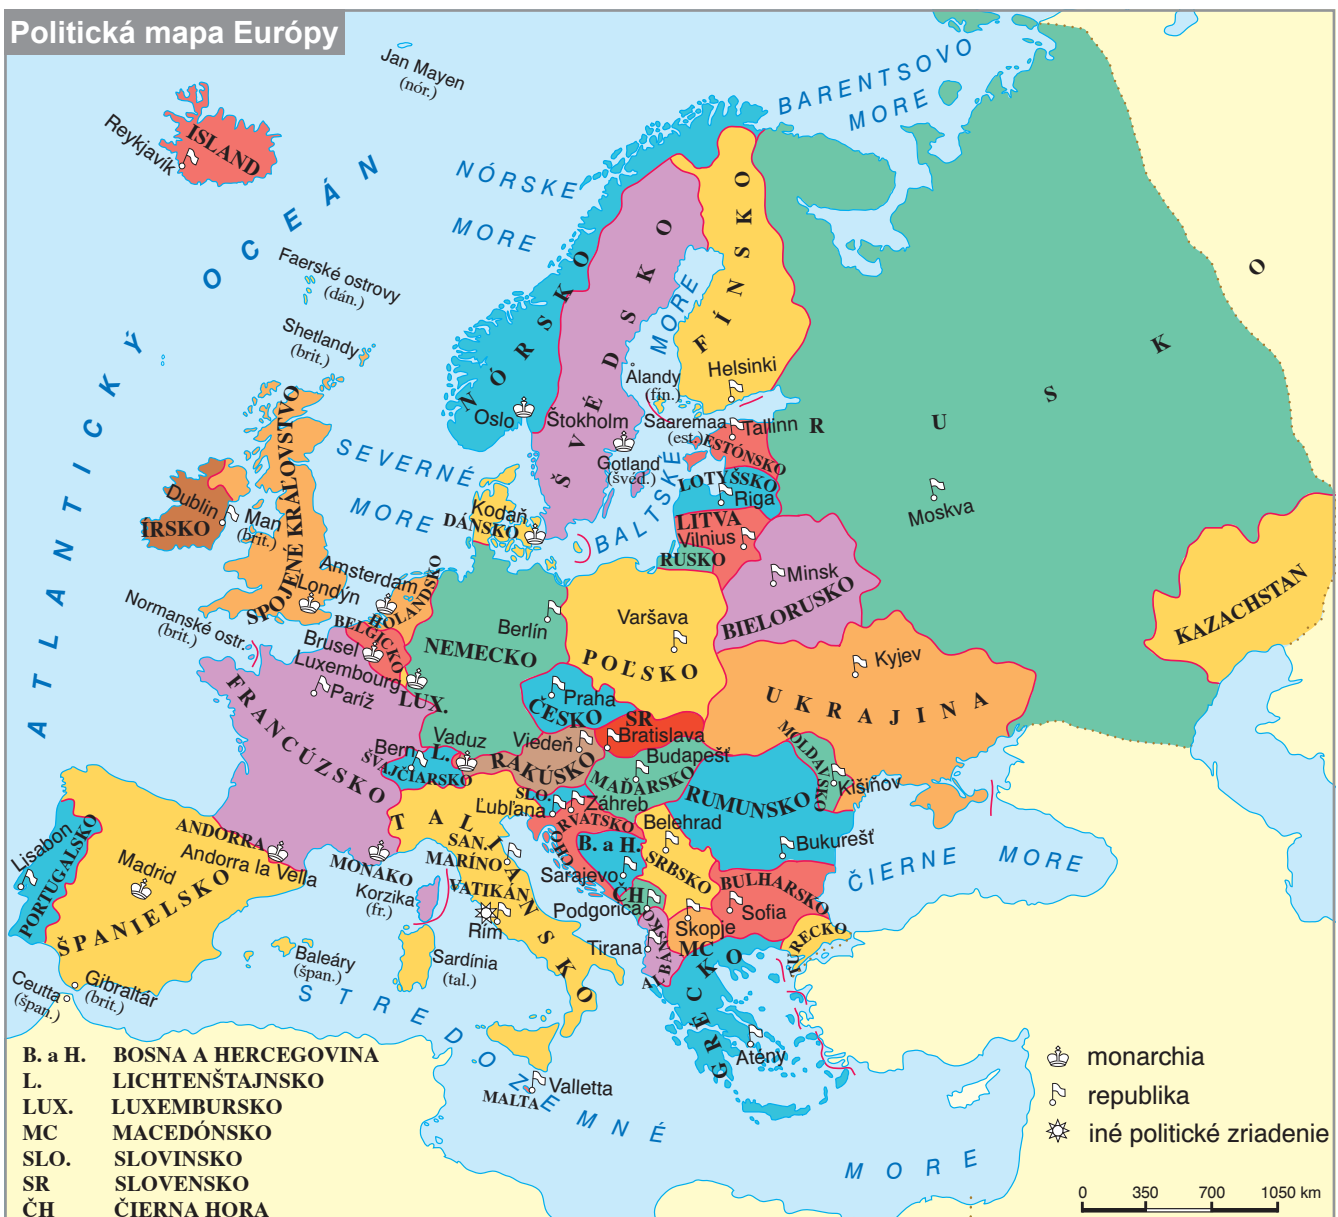 Politická mapa Európy
Jan Mayen
(nór.)
BARENTSOVO
MORE
Reykjavík
ISLAND
NÓRSKE
MORE
ATLANTICKÝ OCEÁN
Faerské ostrovy
(dán.)
Shetlandy
(brit.)
NÓRSKO
ŠVÉDSKO
FÍNSKO
RUSKO
MORE
Helsinki
Ålandy
(fín.)
Oslo
Štokholm
Saaremaa
(est.)
Tallinn
ESTÓNSKO
Gotland
(švéd.)
LOTYŠSKO
Riga
Moskva
SEVERNÉ
MORE
BALTSKÉ
Kodaň
DÁNSKO
LITVA
Vilnius
RUSKO
Dublin
ÍRSKO
Man
(brit.)
SPOJENÉ KRÁĽOVSTVO
Londýn
Amsterdam
HOLANDSKO
Minsk
BIELORUSKO
KAZACHSTAN
Normanské ostr.
(brit.)
BELGICKO
Brusel
Luxembourg
LUX.
Berlín
NEMECKO
Varšava
POĽSKO
Kyjev
UKRAJINA
Paríž
FRANCÚZSKO
Praha
ČESKO
SR
Bratislava
Vaduz
L.
Bern
ŠVAJČIARSKO
Viedeň
RAKÚSKO
Budapešť
MAĎARSKO
MOLDAVSKO
Kišiňov
RUMUNSKO
Bukurešť
SLO.
Lubľana
Záhreb
CHORVÁTSKO
Belehrad
SRBSKO
B. a H.
Sarajevo
TALIANSKO
SAN.
MARÍNO
VATIKÁN
Rím
Lisabon
PORTUGALSKO
Madrid
ŠPANIELSKO
ANDORRA
Andorra la Vella
MONAKO
Korzika
(fr.)
ČH
Podgorica
BULHARSKO
Sofia
ČIERNE MORE
Skopje
MC
Tirana
ALBÁNSKO
TURECKO
GRÉCKO
Atény
Baleáry
(špan.)
Sardínia
(tal.)
Ceutta
(špan.)
Gibraltár
(brit.)
STREDOZEMNÉ
MORE
Valletta
MALTA
B. a H. BOSNA A HERCEGOVINA
L. LICHTENŠTAJNSKO
LUX. LUXEMBURSKO
MC MACEDÓNSKO
SLO. SLOVINSKO
SR SLOVENSKO
ČH ČIERNA HORA
monarchia
republika
iné politické zriadenie
0 350 700 1050 km